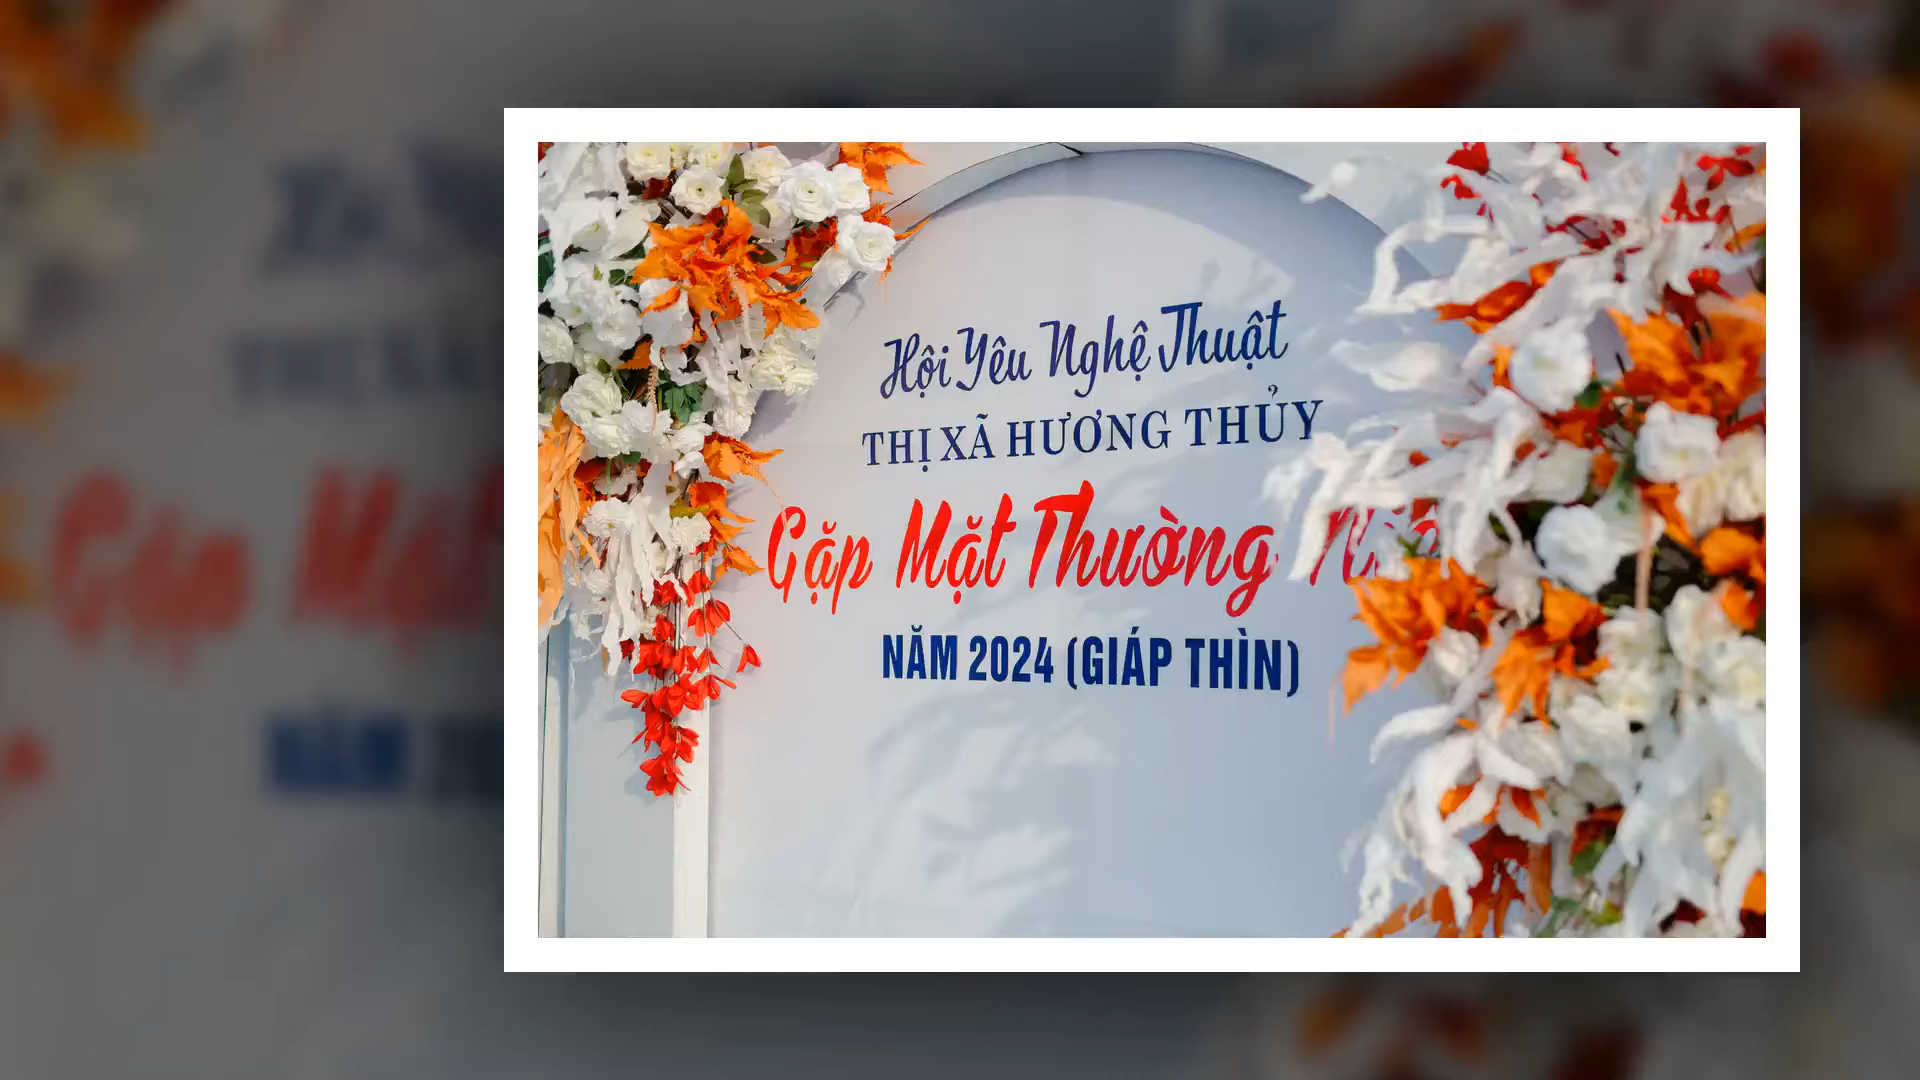 Hội Yêu Nghệ Thuật
THỊ XÃ HƯƠNG THỦY
Gặp Mặt Thường
NĂM 2024 (GIÁP THÌN)